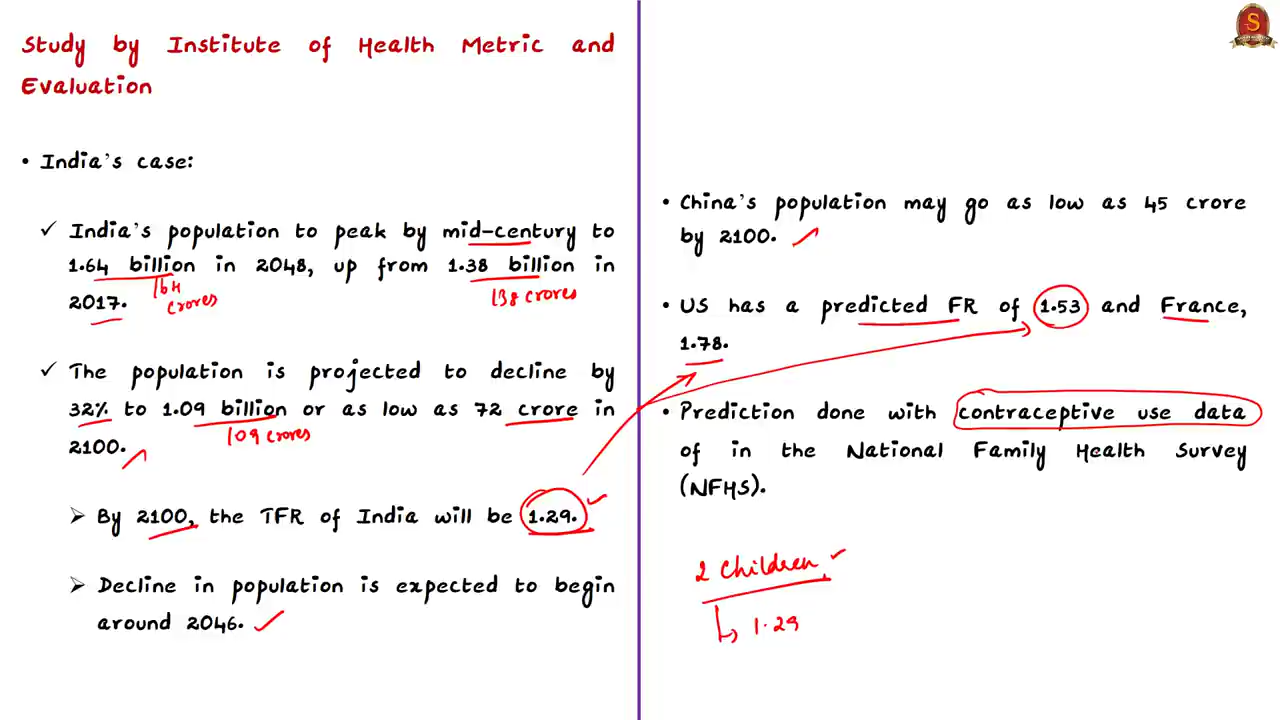 Study by Institute of Health Metric and
Evaluation
• India's case:
✓ India's population to peak by mid-century to
1.64 billion in 2048, up from 1.38 billion in
164
crores
138 crores
2017.
✓ The population is projected to decline by
32% to 1.09 billion or as low as 72 crore in
109 crores
2100.
➢ By 2100, the TFR of India will be 1.29.
➢ Decline in population is expected to begin
around 2046.
• China's population may go as low as 45 crore
by 2100.
• US has a predicted FR of 1.53 and France,
1.78.
• Prediction done with contraceptive use data
of in the National Family Health Survey
(NFHS).
2 Children
↳ 1.29
S